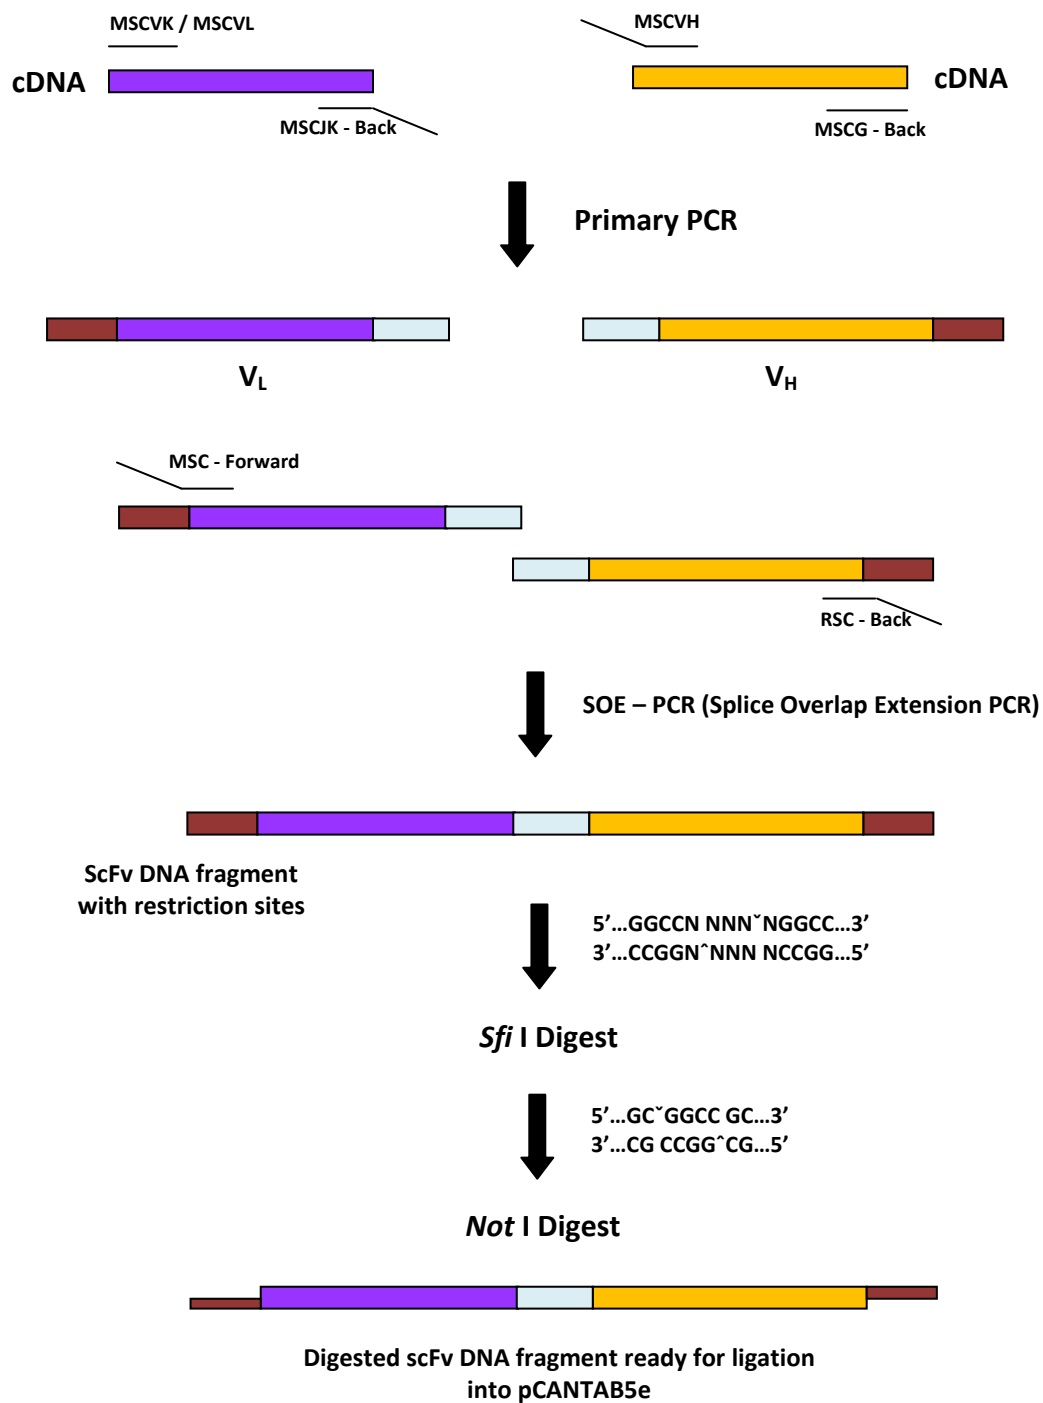 MSCVK / MSCVL
MSCVH
cDNA
cDNA
MSCJK - Back
MSCG - Back
Primary PCR
VL
VH
MSC - Forward
RSC - Back
SOE – PCR (Splice Overlap Extension PCR)
ScFv DNA fragment
with restriction sites
5’…GGCCN NNNˇNGGCC…3’
3’…CCGGNˆNNN NCCGG…5’
Sfi I Digest
5’…GCˇGGCC GC…3’
3’…CG CCGGˆCG…5’
Not I Digest
Digested scFv DNA fragment ready for ligation
into pCANTAB5e